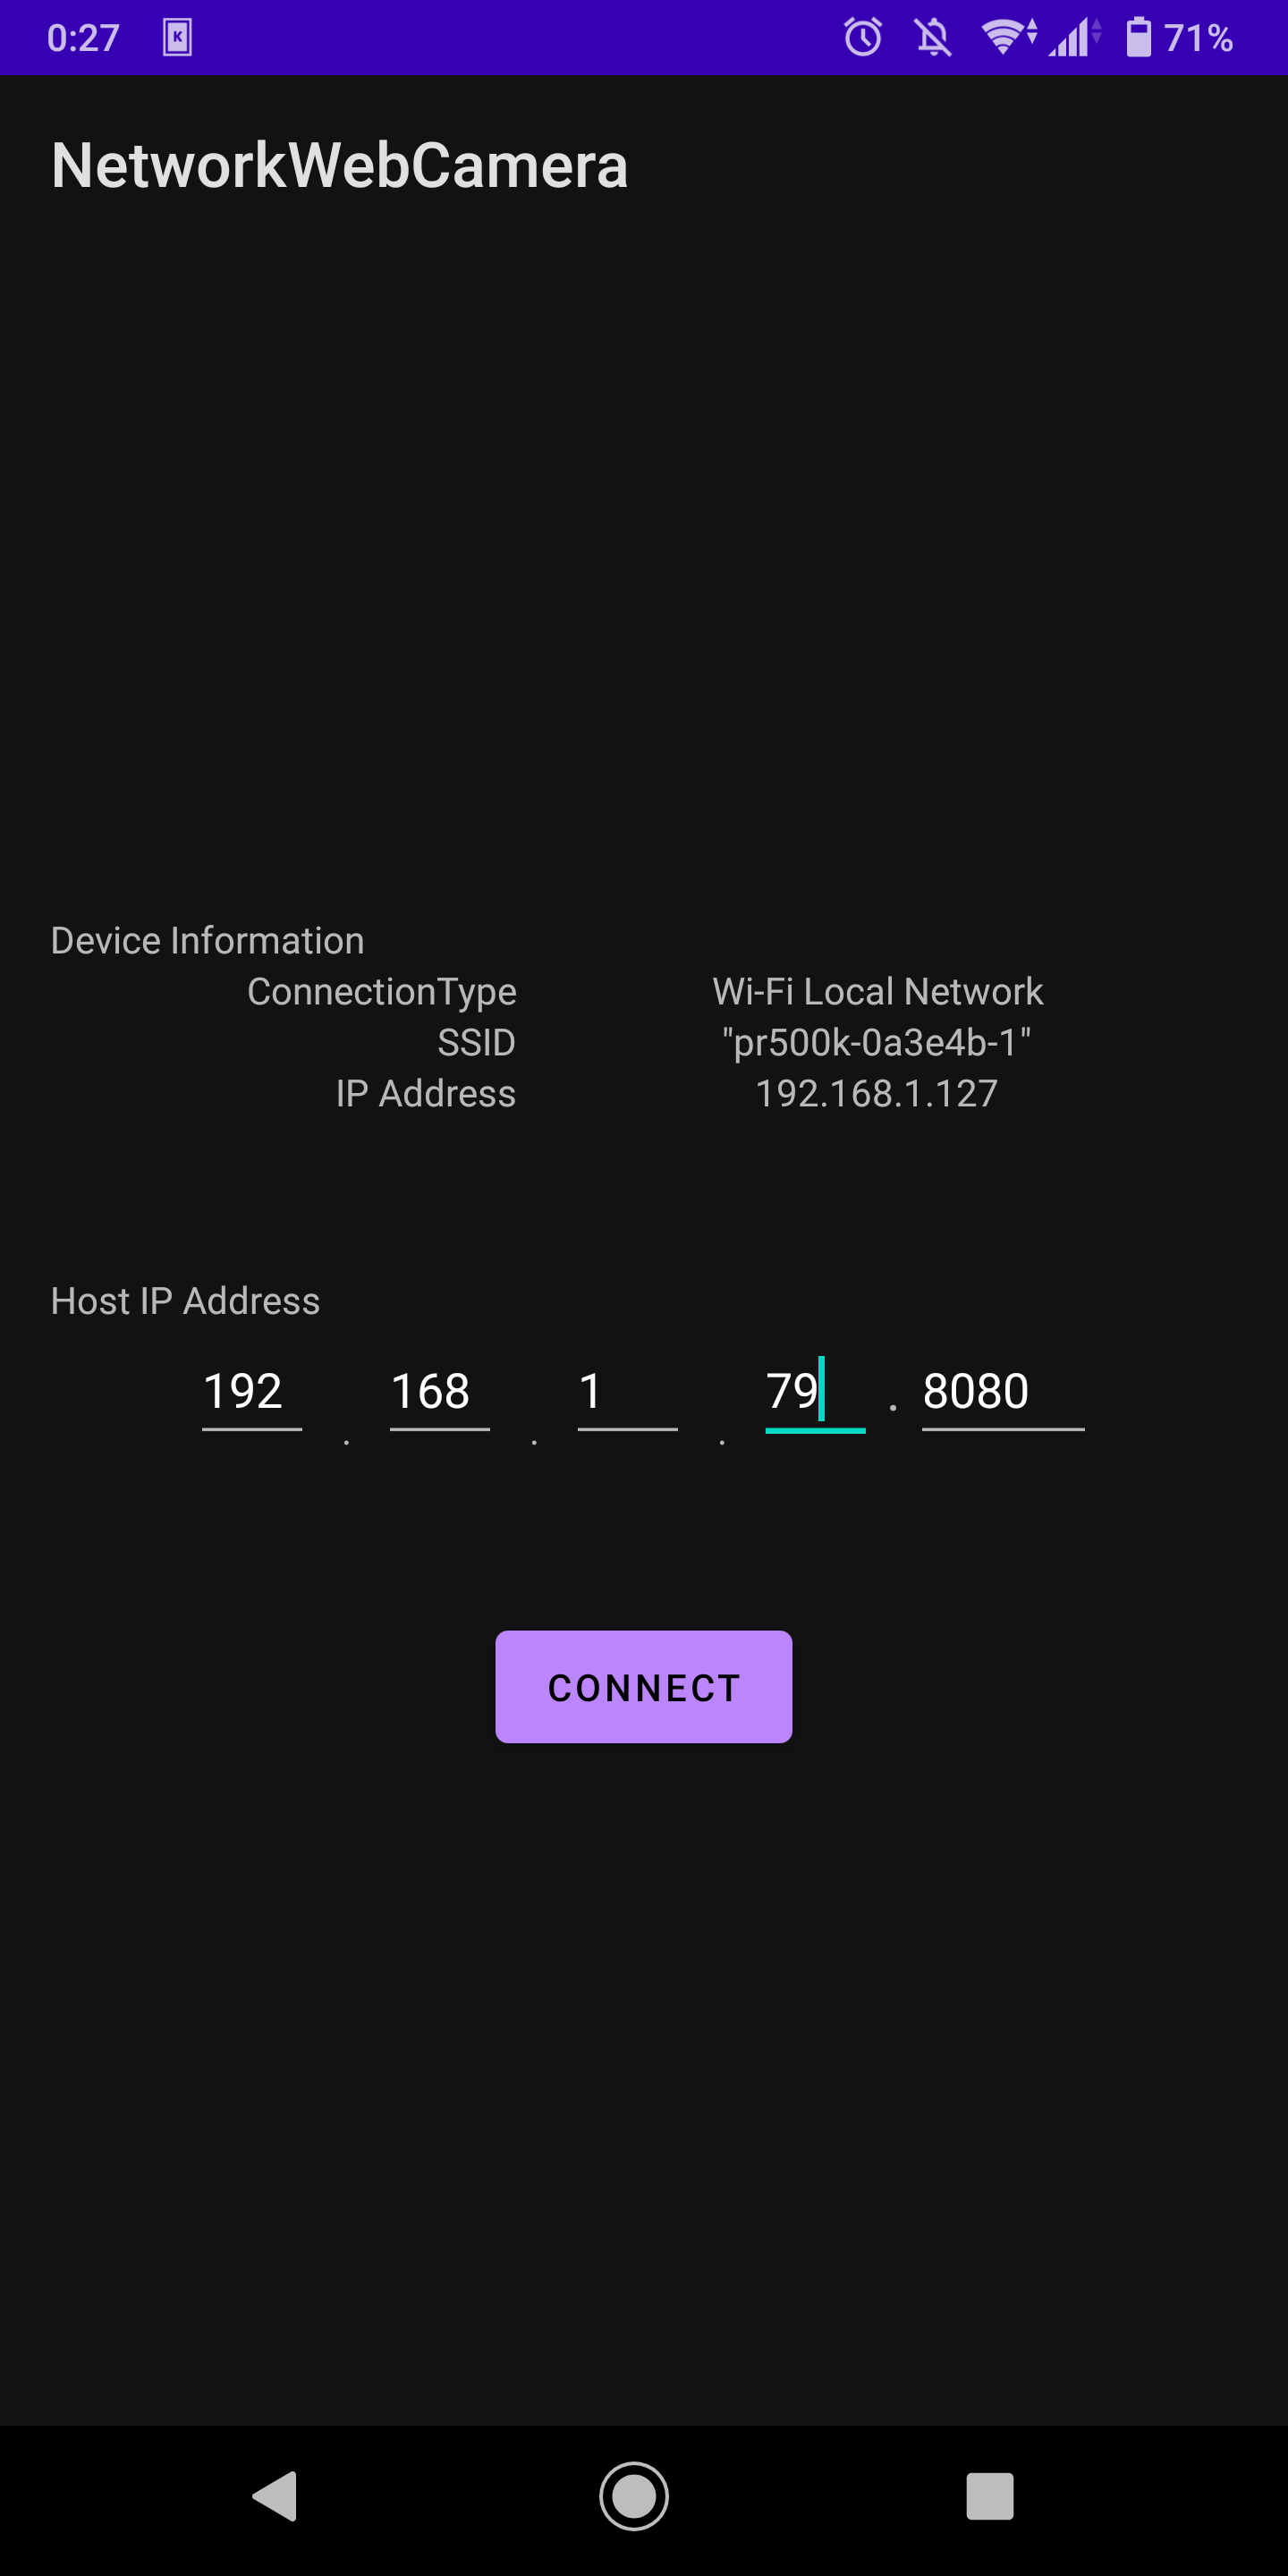 0:27 K 71%
NetworkWebCamera
Device Information
ConnectionType Wi-Fi Local Network
SSID "pr500k-0a3e4b-1"
IP Address 192.168.1.127
Host IP Address
192 . 168 . 1 . 79 . 8080
CONNECT